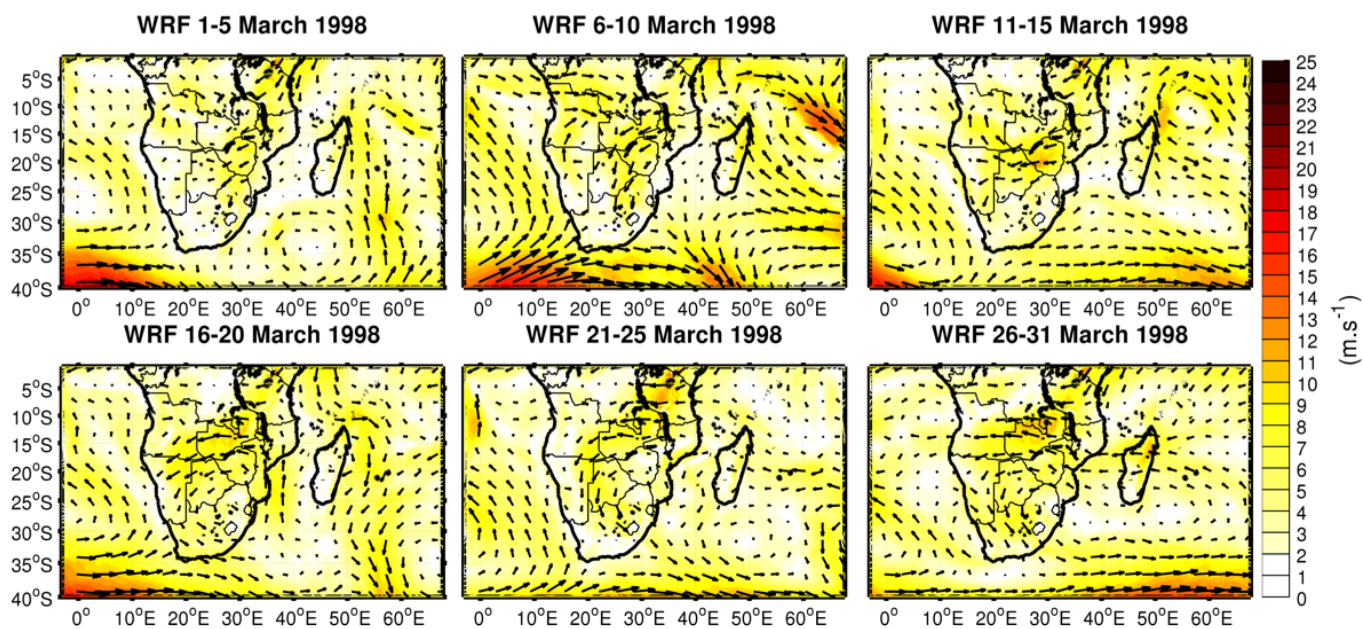 WRF 1-5 March 1998 WRF 6-10 March 1998 WRF 11-15 March 1998
5°S
10°S
15°S
20°S
25°S
30°S
35°S
40°S
0° 10°E 20°E 30°E 40°E 50°E 60°E 0° 10°E 20°E 30°E 40°E 50°E 60°E 0° 10°E 20°E 30°E 40°E 50°E 60°E
WRF 16-20 March 1998 WRF 21-25 March 1998 WRF 26-31 March 1998
5°S
10°S
15°S
20°S
25°S
30°S
35°S
40°S
0° 10°E 20°E 30°E 40°E 50°E 60°E 0° 10°E 20°E 30°E 40°E 50°E 60°E 0° 10°E 20°E 30°E 40°E 50°E 60°E
25
24
23
22
21
20
19
18
17
16
15
14
13
12
11
10
9
8
7
6
5
4
3
2
1
0
(m.s⁻¹)